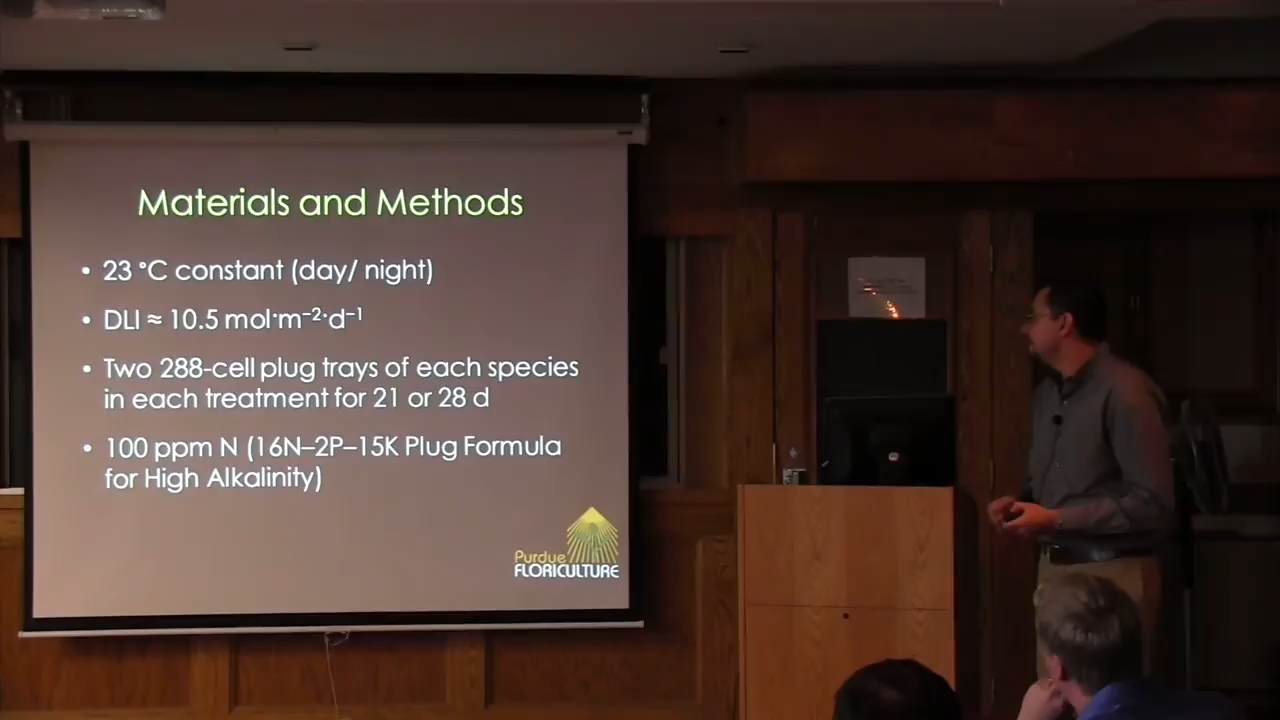 Materials and Methods
• 23 °C constant (day/ night)
• DLI ≈ 10.5 mol·m⁻²·d⁻¹
• Two 288-cell plug trays of each species
in each treatment for 21 or 28 d
• 100 ppm N (16N–2P–15K Plug Formula
for High Alkalinity)
Purdue
FLORICULTURE